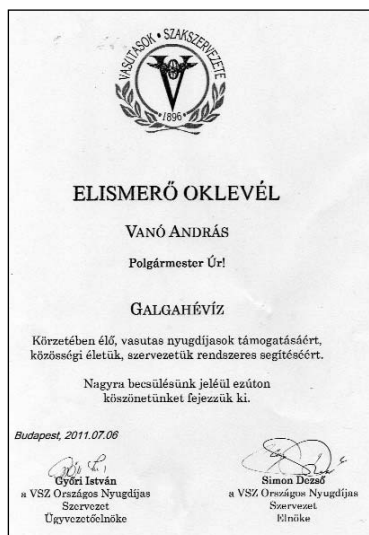 VASUTASOK • SZAKSZERVEZETE
V
•1896•
ELISMERŐ OKLEVÉL
VANÓ ANDRÁS
Polgármester Úr!
GALGAHÉVÍZ
Körzetében élő, vasutas nyugdíjasok támogatásáért,
közösségi életük, szervezetük rendszeres segítéséért.
Nagyra becsülésünk jeléül ezúton
köszönetünket fejezzük ki.
Budapest, 2011.07.06
Győri István
a VSZ Országos Nyugdíjas
Szervezet
Ügyvezetőelnöke
Simon Dezső
a VSZ Országos Nyugdíjas
Szervezet
Elnöke